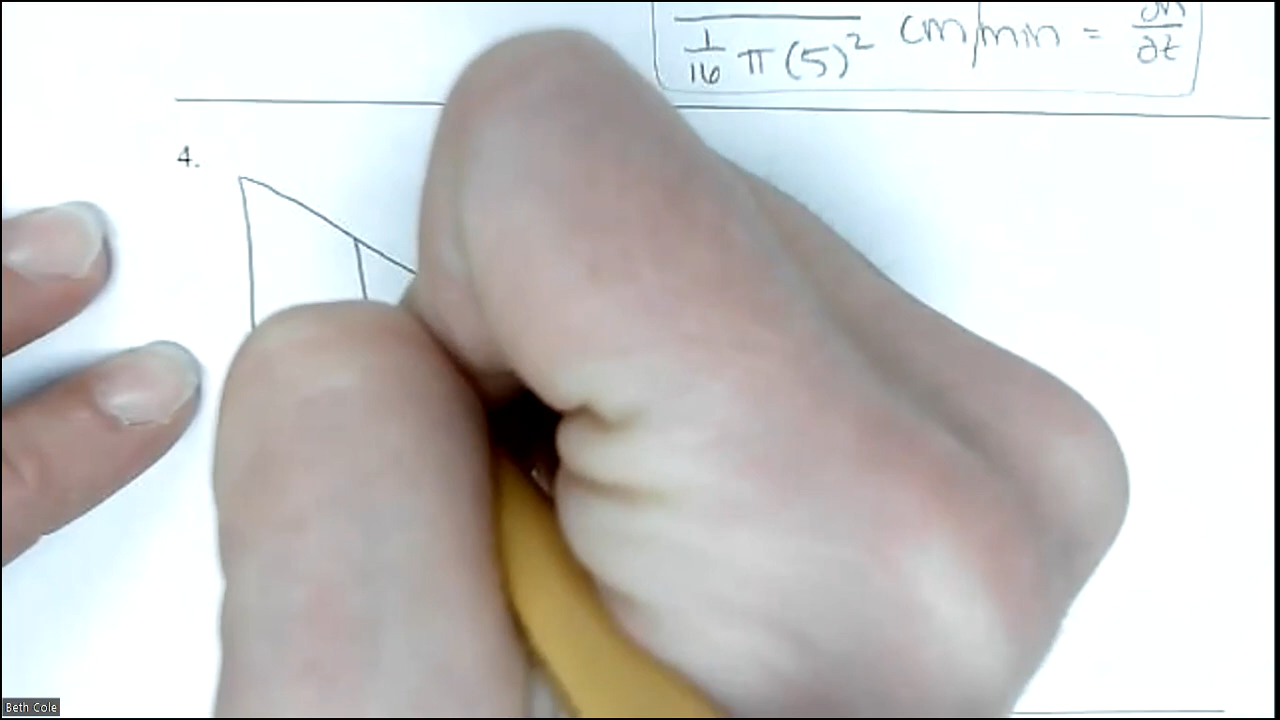 1/16 π (5)² cm/min = ∂h/∂t
4.
Beth Cole